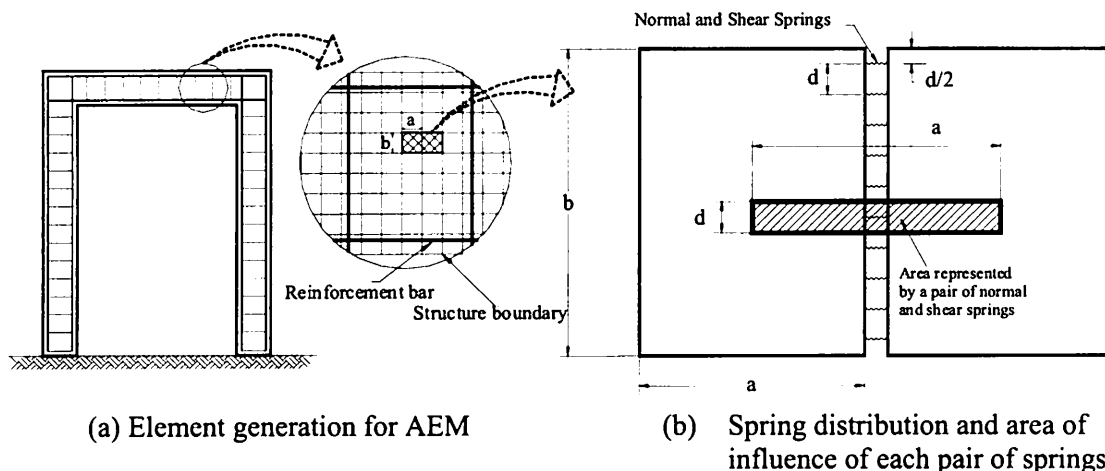 Normal and Shear Springs
d
d/2
a
a
b
b
d
Area represented
by a pair of normal
and shear springs
Reinforcement bar
Structure boundary
a
(a) Element generation for AEM
(b) Spring distribution and area of
influence of each pair of springs